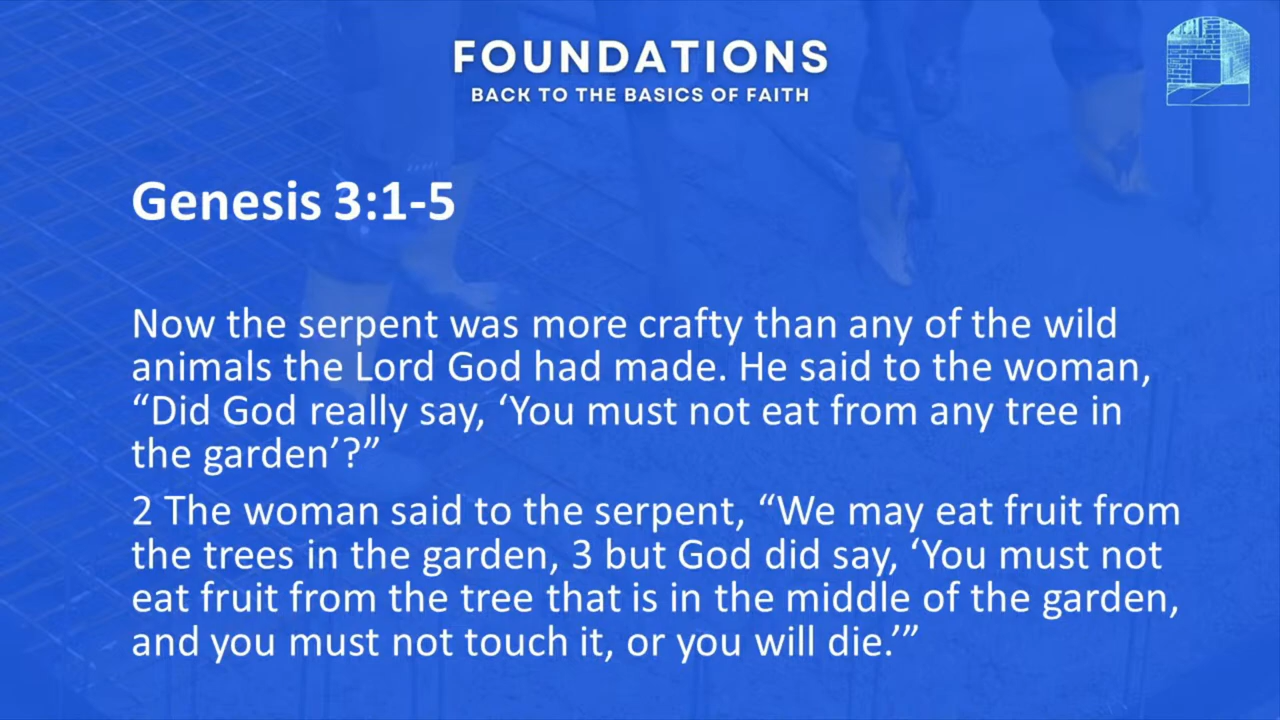 FOUNDATIONS
BACK TO THE BASICS OF FAITH
Genesis 3:1-5
Now the serpent was more crafty than any of the wild
animals the Lord God had made. He said to the woman,
“Did God really say, ‘You must not eat from any tree in
the garden’?”
2 The woman said to the serpent, “We may eat fruit from
the trees in the garden, 3 but God did say, ‘You must not
eat fruit from the tree that is in the middle of the garden,
and you must not touch it, or you will die.’”